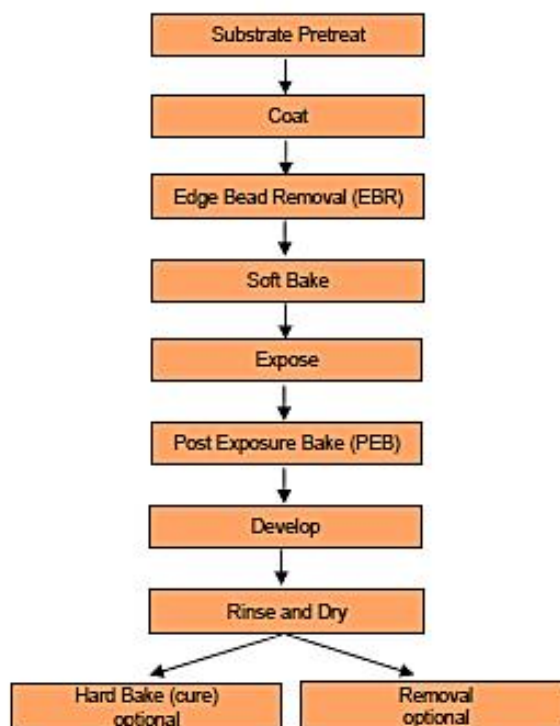 Substrate Pretreat
Coat
Edge Bead Removal (EBR)
Soft Bake
Expose
Post Exposure Bake (PEB)
Develop
Rinse and Dry
Hard Bake (cure)
optional
Removal
optional